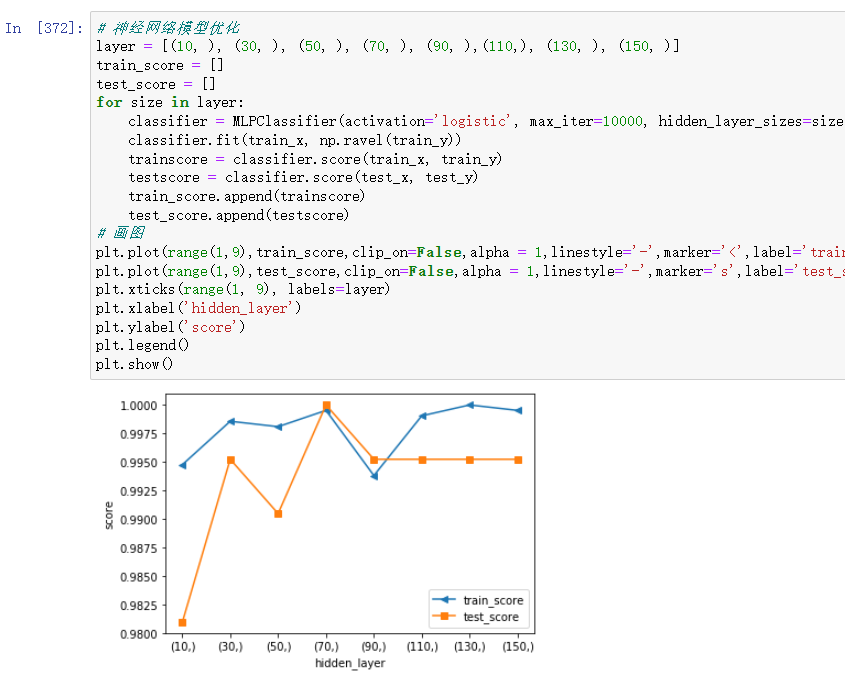 In [372]:
# 神经网络模型优化
layer = [(10, ), (30, ), (50, ), (70, ), (90, ),(110,), (130, ), (150, )]
train_score = []
test_score = []
for size in layer:
    classifier = MLPClassifier(activation='logistic', max_iter=10000, hidden_layer_sizes=size
    classifier.fit(train_x, np.ravel(train_y))
    trainscore = classifier.score(train_x, train_y)
    testscore = classifier.score(test_x, test_y)
    train_score.append(trainscore)
    test_score.append(testscore)
# 画图
plt.plot(range(1,9),train_score,clip_on=False,alpha = 1,linestyle='-',marker='<',label='train
plt.plot(range(1,9),test_score,clip_on=False,alpha = 1,linestyle='-',marker='s',label='test_s
plt.xticks(range(1, 9), labels=layer)
plt.xlabel('hidden_layer')
plt.ylabel('score')
plt.legend()
plt.show()
1.0000
0.9975
0.9950
0.9925
0.9900
0.9875
0.9850
0.9825
0.9800
score
train_score
test_score
(10,) (30,) (50,) (70,) (90,) (110,) (130,) (150,)
hidden_layer